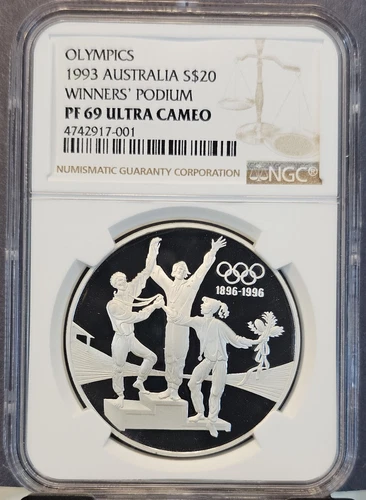 OLYMPICS
1993 AUSTRALIA S$20
WINNERS' PODIUM
PF 69 ULTRA CAMEO
4742917-001
NUMISMATIC GUARANTY CORPORATION NGC®
1896-1996